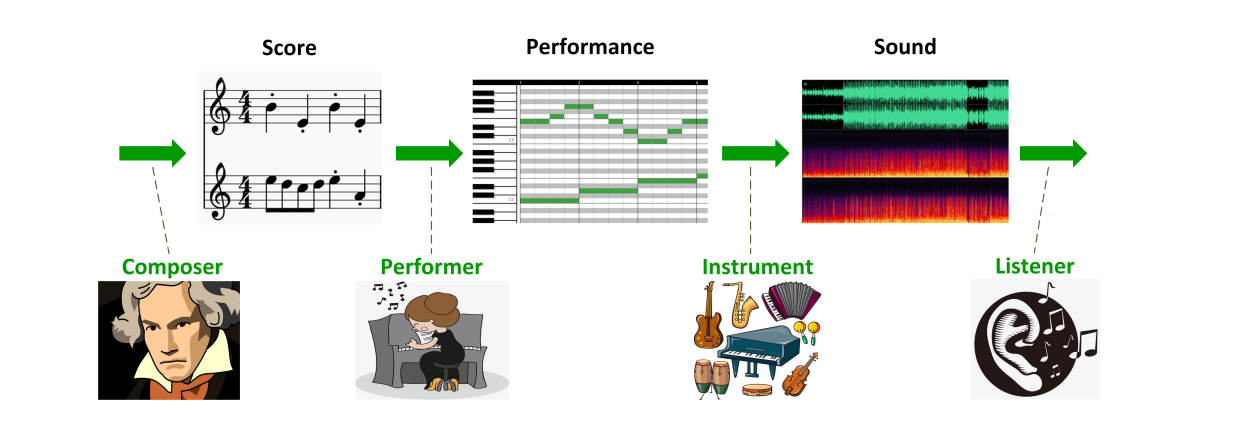 Score
Performance
Sound
Composer
Performer
Instrument
Listener